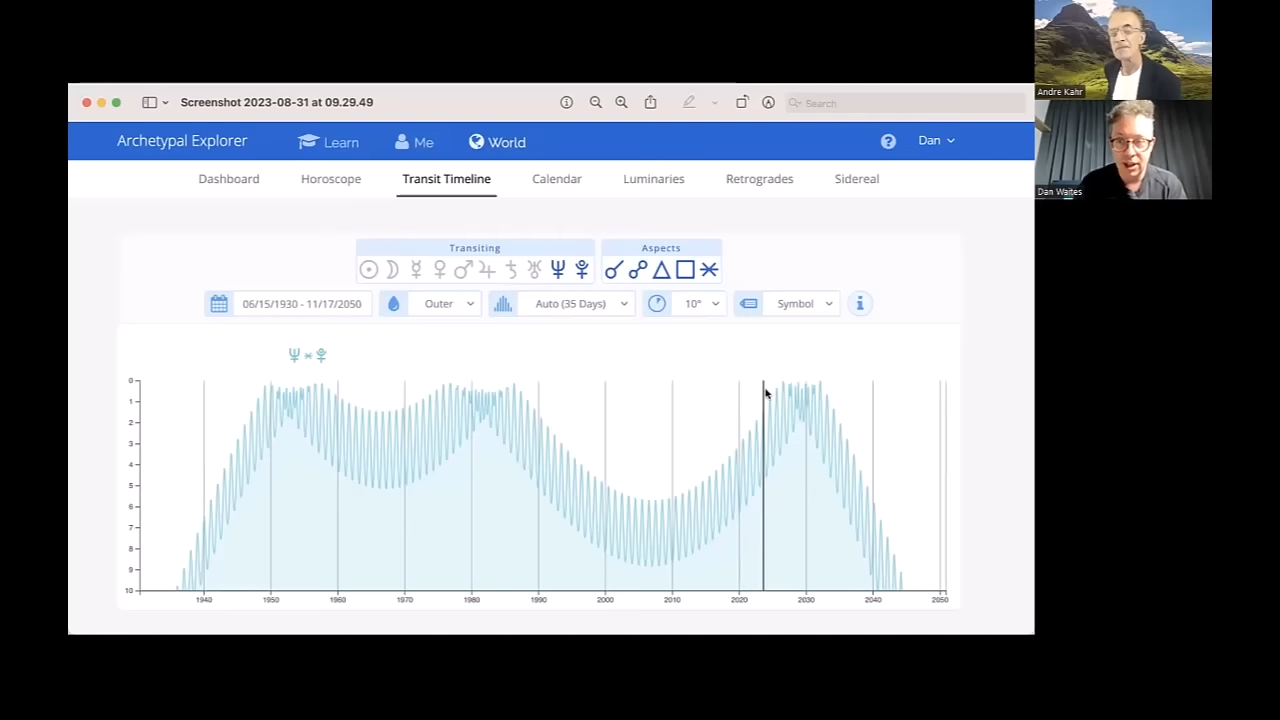 Screenshot 2023-08-31 at 09.29.49
Search
Archetypal Explorer
Learn
Me
World
Dan
Dashboard
Horoscope
Transit Timeline
Calendar
Luminaries
Retrogrades
Sidereal
Transiting
Aspects
☉ ☽ ☿ ♀ ♂ ♃ ♄ ♅ ♆ ⯓
☌ ☍ △ □ ⚹
06/15/1930 - 11/17/2050
Outer
Auto (35 Days)
10°
Symbol
♆ ⚹ ⯓
0
1
2
3
4
5
6
7
8
9
10
1940 1950 1960 1970 1980 1990 2000 2010 2020 2030 2040 2050
Andre Kahr
Dan Waites